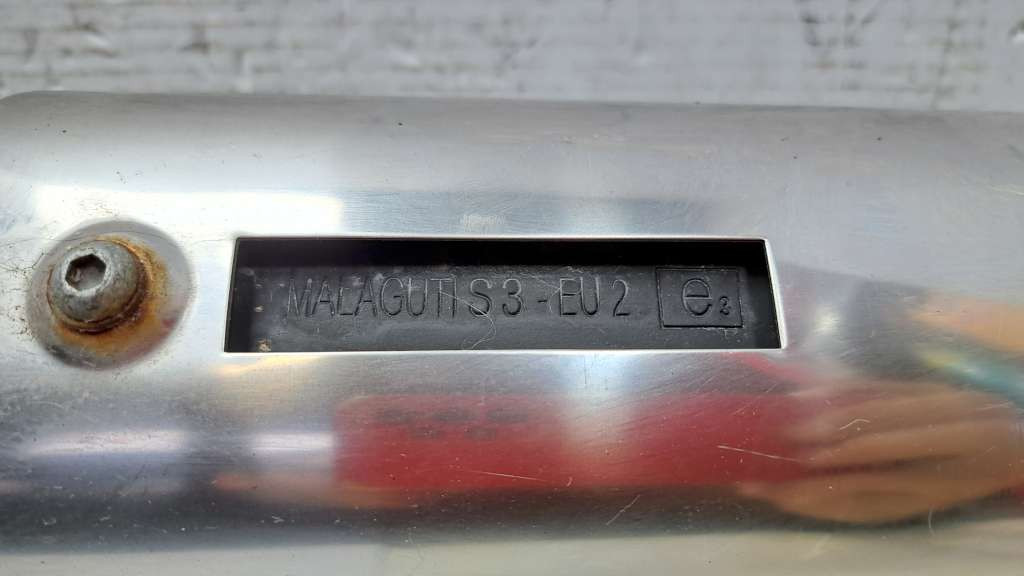 MALAGUTI S 3 - EU 2 e3